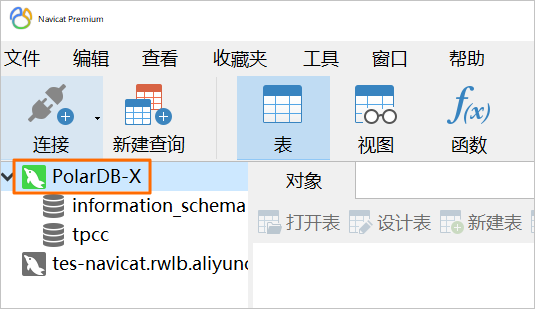 Navicat Premium
文件 编辑 查看 收藏夹 工具 窗口 帮助
连接 新建查询 表 视图 f(x) 函数
PolarDB-X 对象
information_schema 打开表 设计表 新建表
tpcc
tes-navicat.rwlb.aliyunc